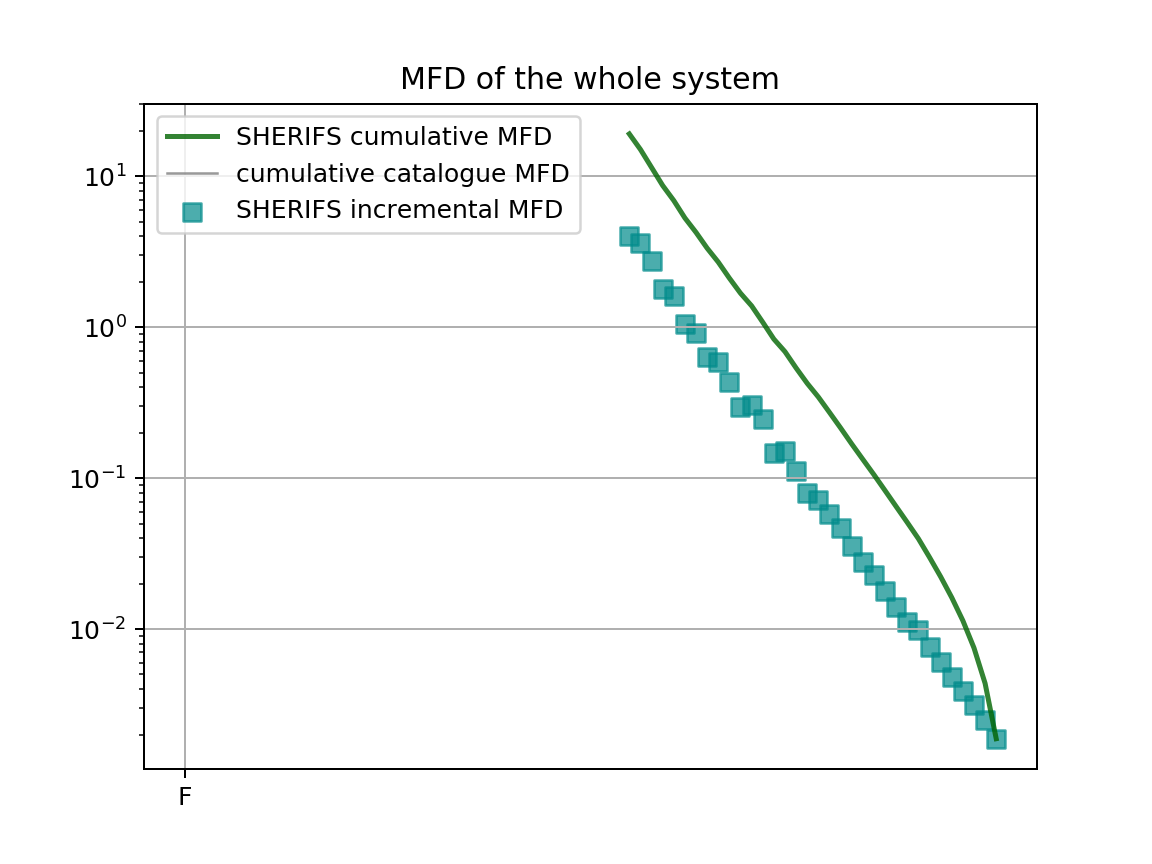 MFD of the whole system
SHERIFS cumulative MFD
cumulative catalogue MFD
SHERIFS incremental MFD
10¹
10⁰
10⁻¹
10⁻²
F